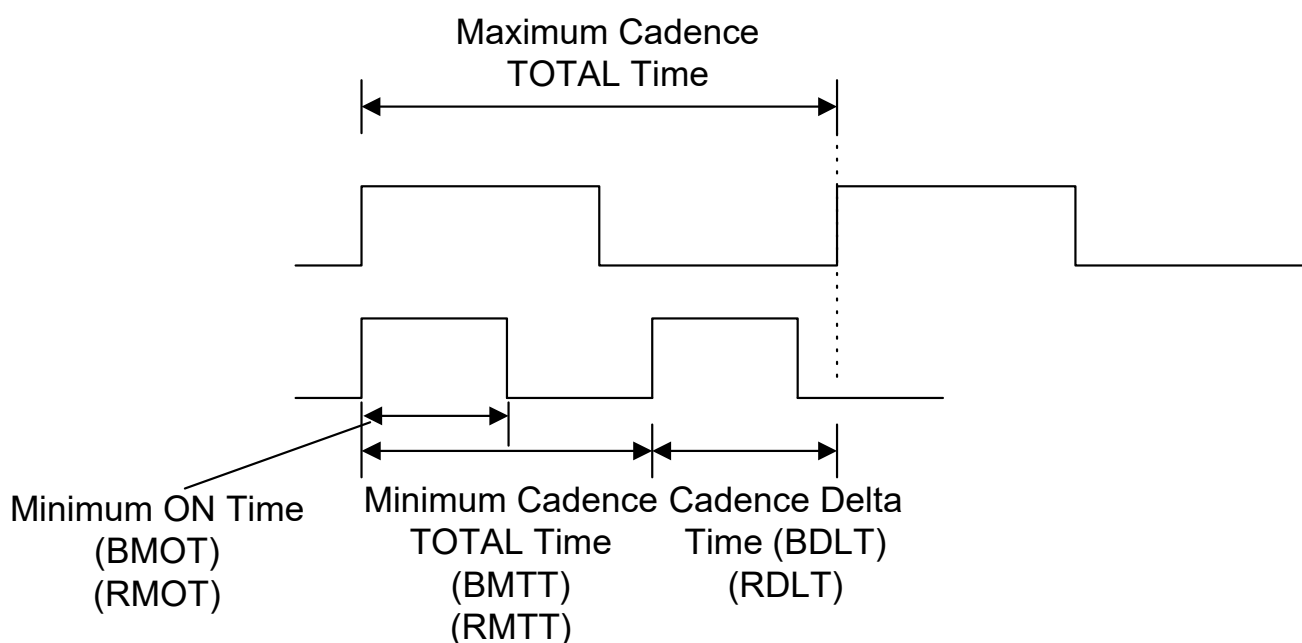 Maximum Cadence
TOTAL Time
Minimum ON Time
(BMOT)
(RMOT)
Minimum Cadence
TOTAL Time
(BMTT)
(RMTT)
Cadence Delta
Time (BDLT)
(RDLT)